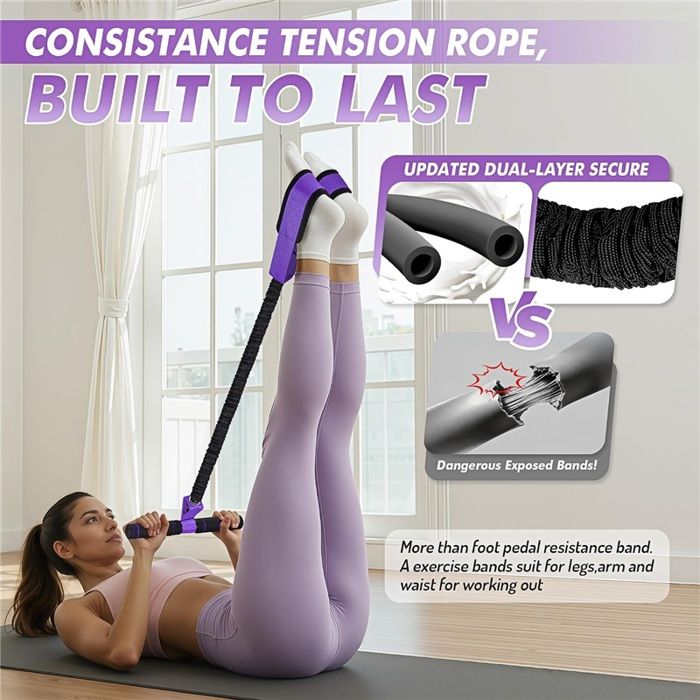 CONSISTANCE TENSION ROPE,
BUILT TO LAST
UPDATED DUAL-LAYER SECURE
VS
Dangerous Exposed Bands!
More than foot pedal resistance band.
A exercise bands suit for legs,arm and
waist for working out